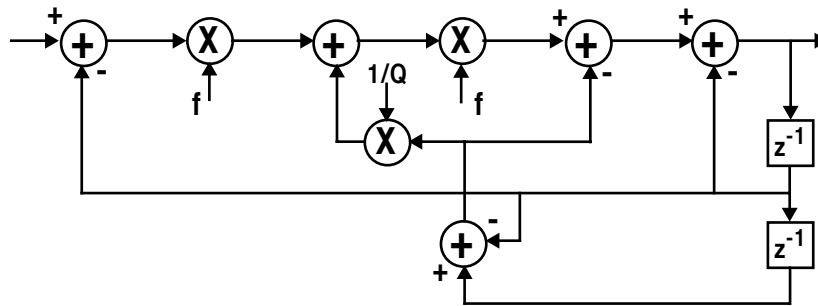 +
+
+
+ X + X + +
-
1/Q
-
-
f
f
X
z-1
-
+
+
z-1